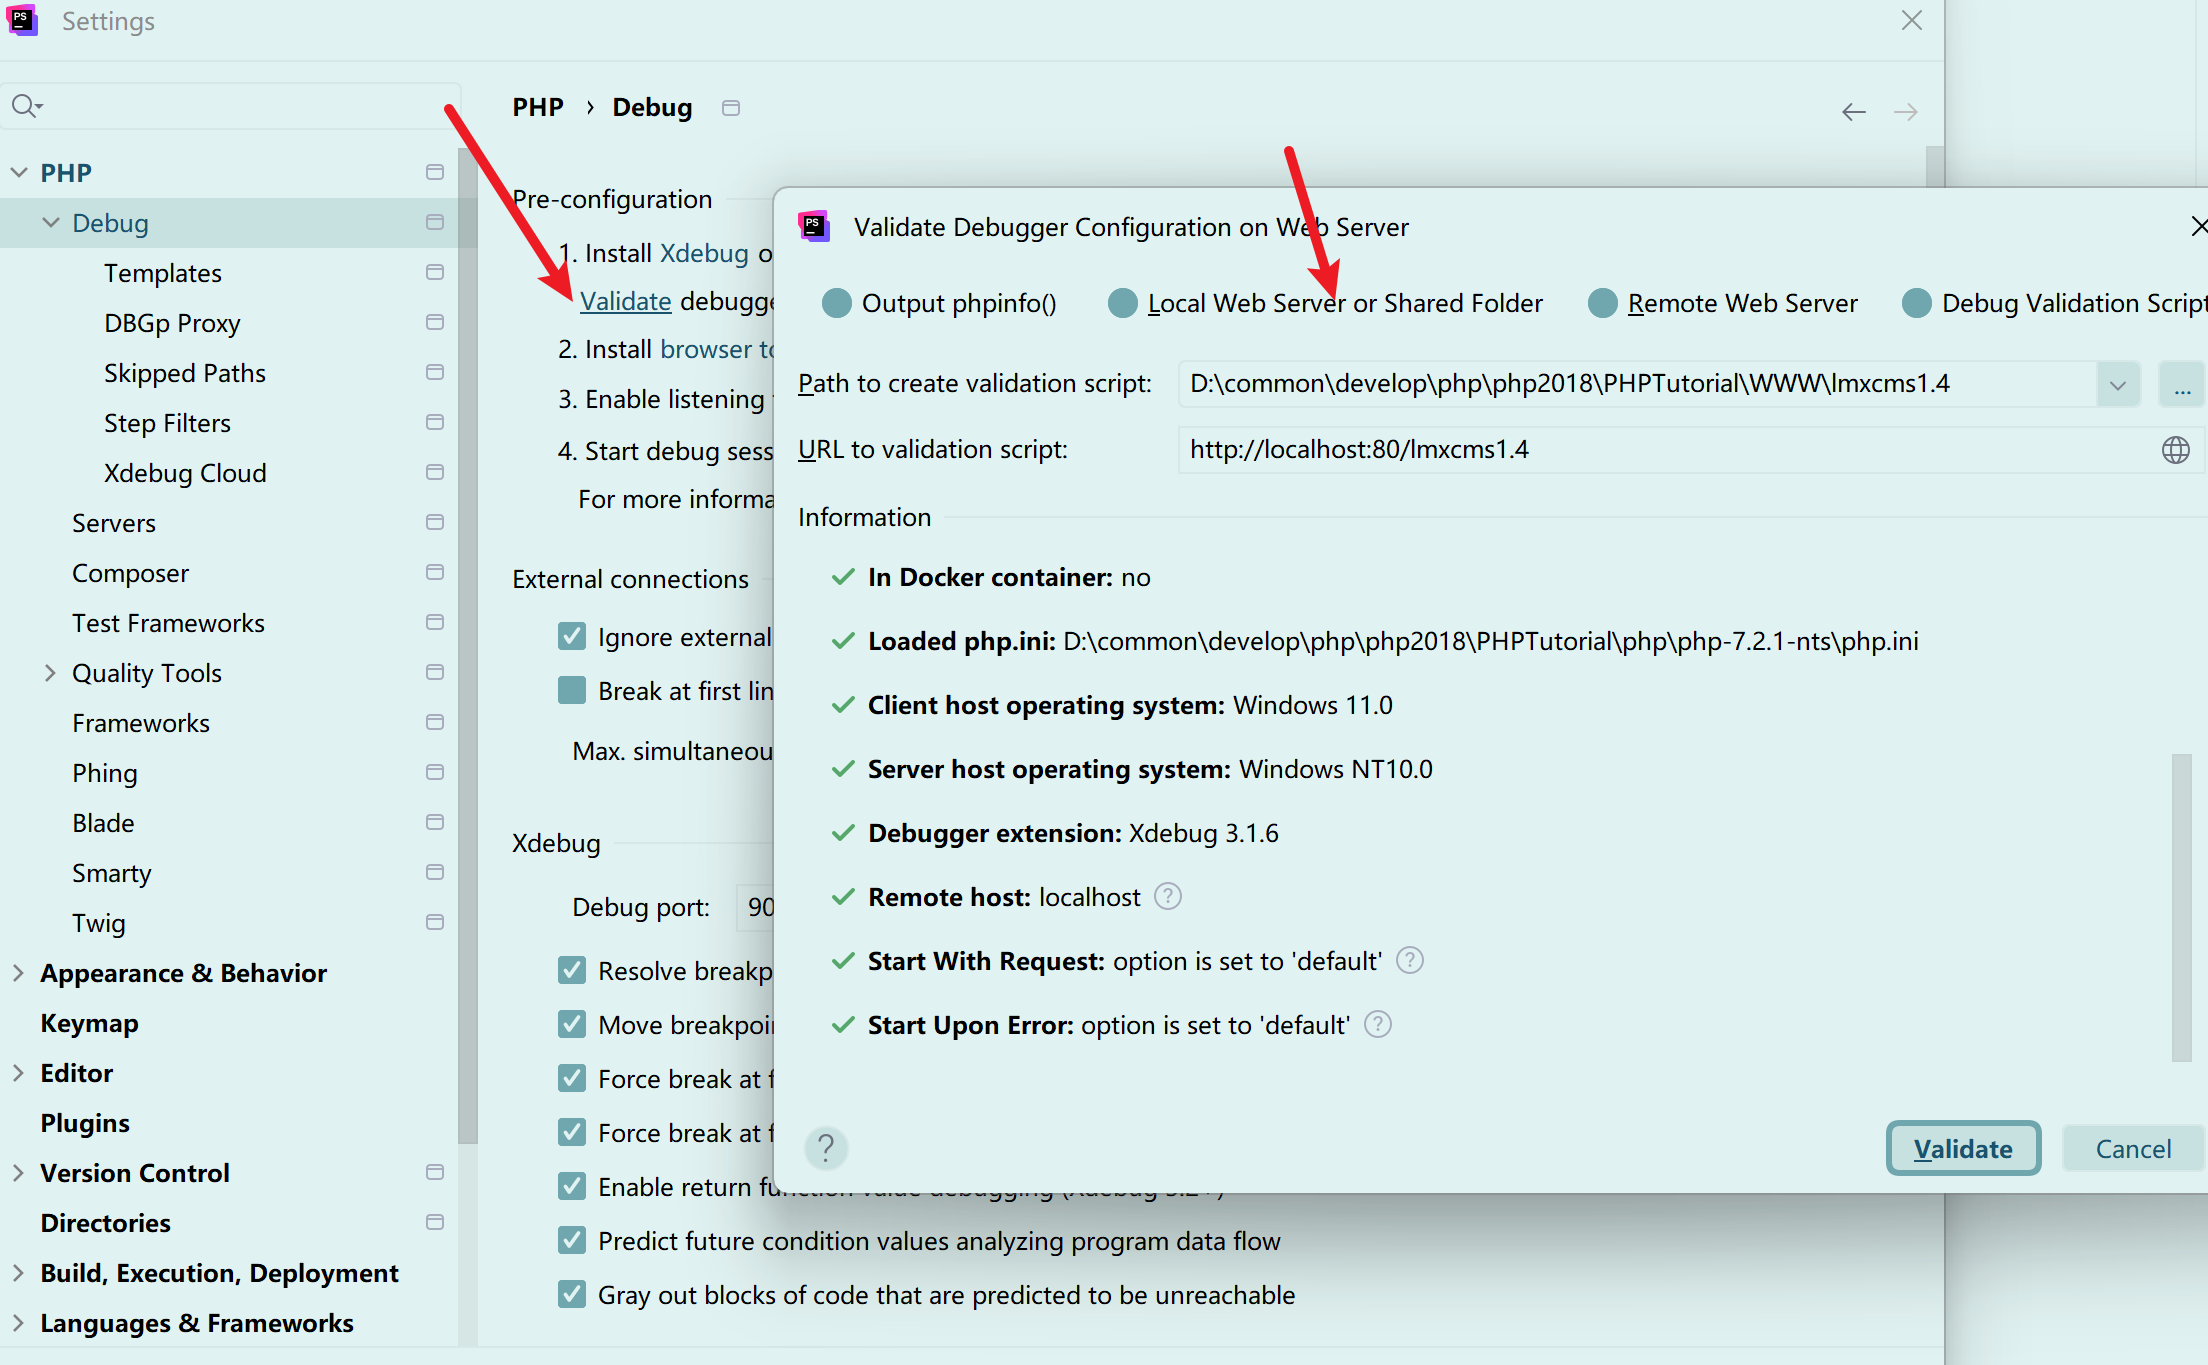 Settings
PHP › Debug
PHP
Debug
Templates
DBGp Proxy
Skipped Paths
Step Filters
Xdebug Cloud
Servers
Composer
Test Frameworks
Quality Tools
Frameworks
Phing
Blade
Smarty
Twig
Appearance & Behavior
Keymap
Editor
Plugins
Version Control
Directories
Build, Execution, Deployment
Languages & Frameworks
Pre-configuration
1. Install Xdebug o
Validate debugge
2. Install browser to
3. Enable listening
4. Start debug sess
For more informa
External connections
Ignore external
Break at first lin
Max. simultaneou
Xdebug
Debug port: 90
Resolve breakp
Move breakpoin
Force break at f
Force break at f
Enable return function value debugging (Xdebug 3.2+)
Predict future condition values analyzing program data flow
Gray out blocks of code that are predicted to be unreachable
PS
Validate Debugger Configuration on Web Server
Output phpinfo() Local Web Server or Shared Folder Remote Web Server Debug Validation Script
Path to create validation script: D:\common\develop\php\php2018\PHPTutorial\WWW\lmxcms1.4 ...
URL to validation script: http://localhost:80/lmxcms1.4
Information
In Docker container: no
Loaded php.ini: D:\common\develop\php\php2018\PHPTutorial\php\php-7.2.1-nts\php.ini
Client host operating system: Windows 11.0
Server host operating system: Windows NT10.0
Debugger extension: Xdebug 3.1.6
Remote host: localhost ?
Start With Request: option is set to 'default' ?
Start Upon Error: option is set to 'default' ?
? Validate Cancel